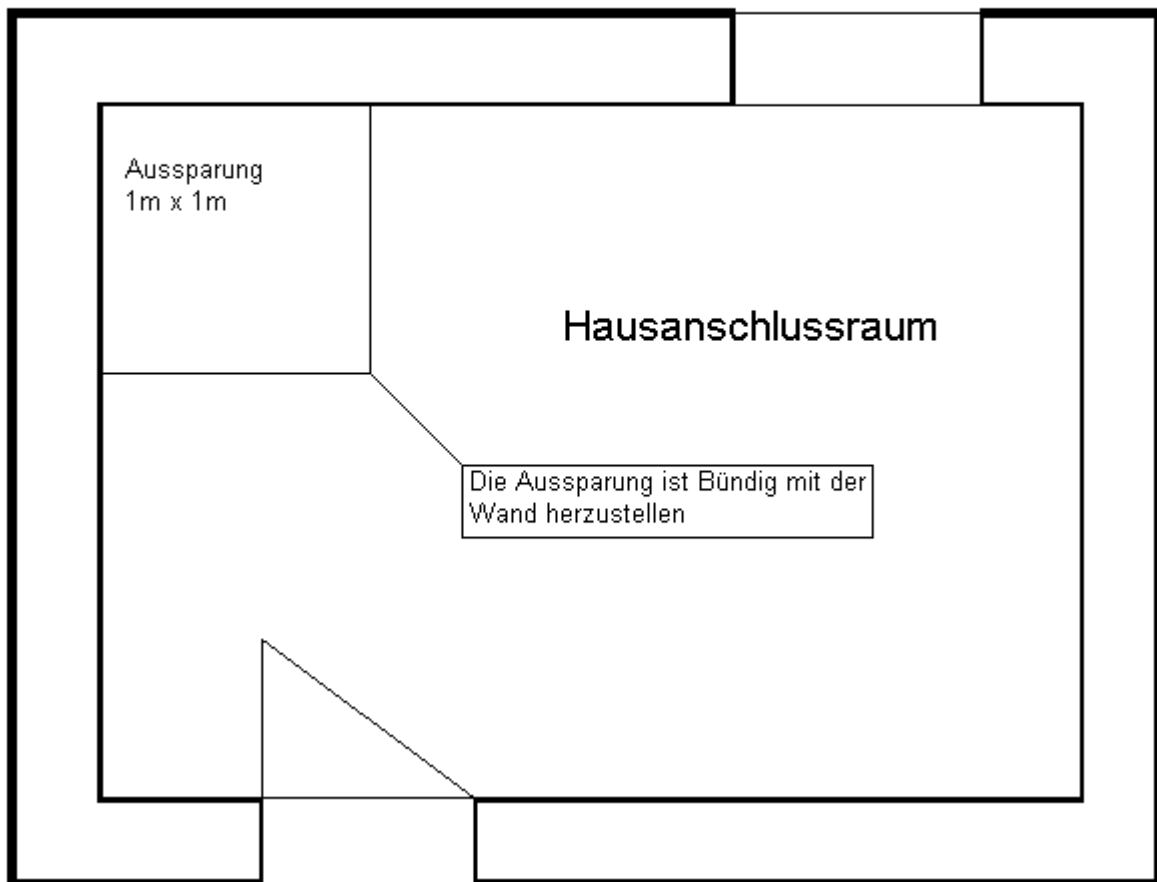 Aussparung
1m x 1m
Hausanschlussraum
Die Aussparung ist Bündig mit der
Wand herzustellen